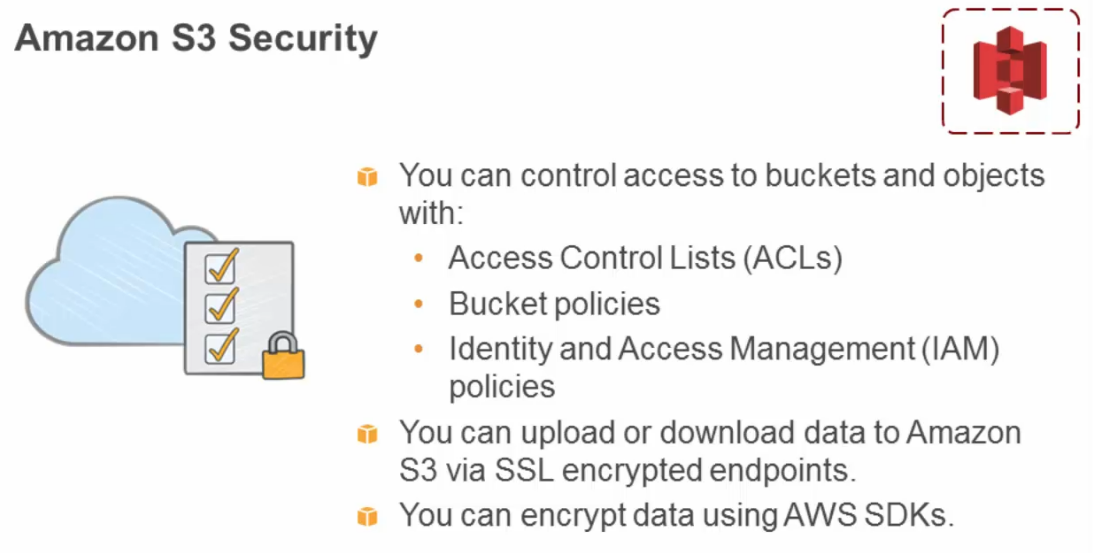 Amazon S3 Security
You can control access to buckets and objects
with:
• Access Control Lists (ACLs)
• Bucket policies
• Identity and Access Management (IAM)
policies
You can upload or download data to Amazon
S3 via SSL encrypted endpoints.
You can encrypt data using AWS SDKs.